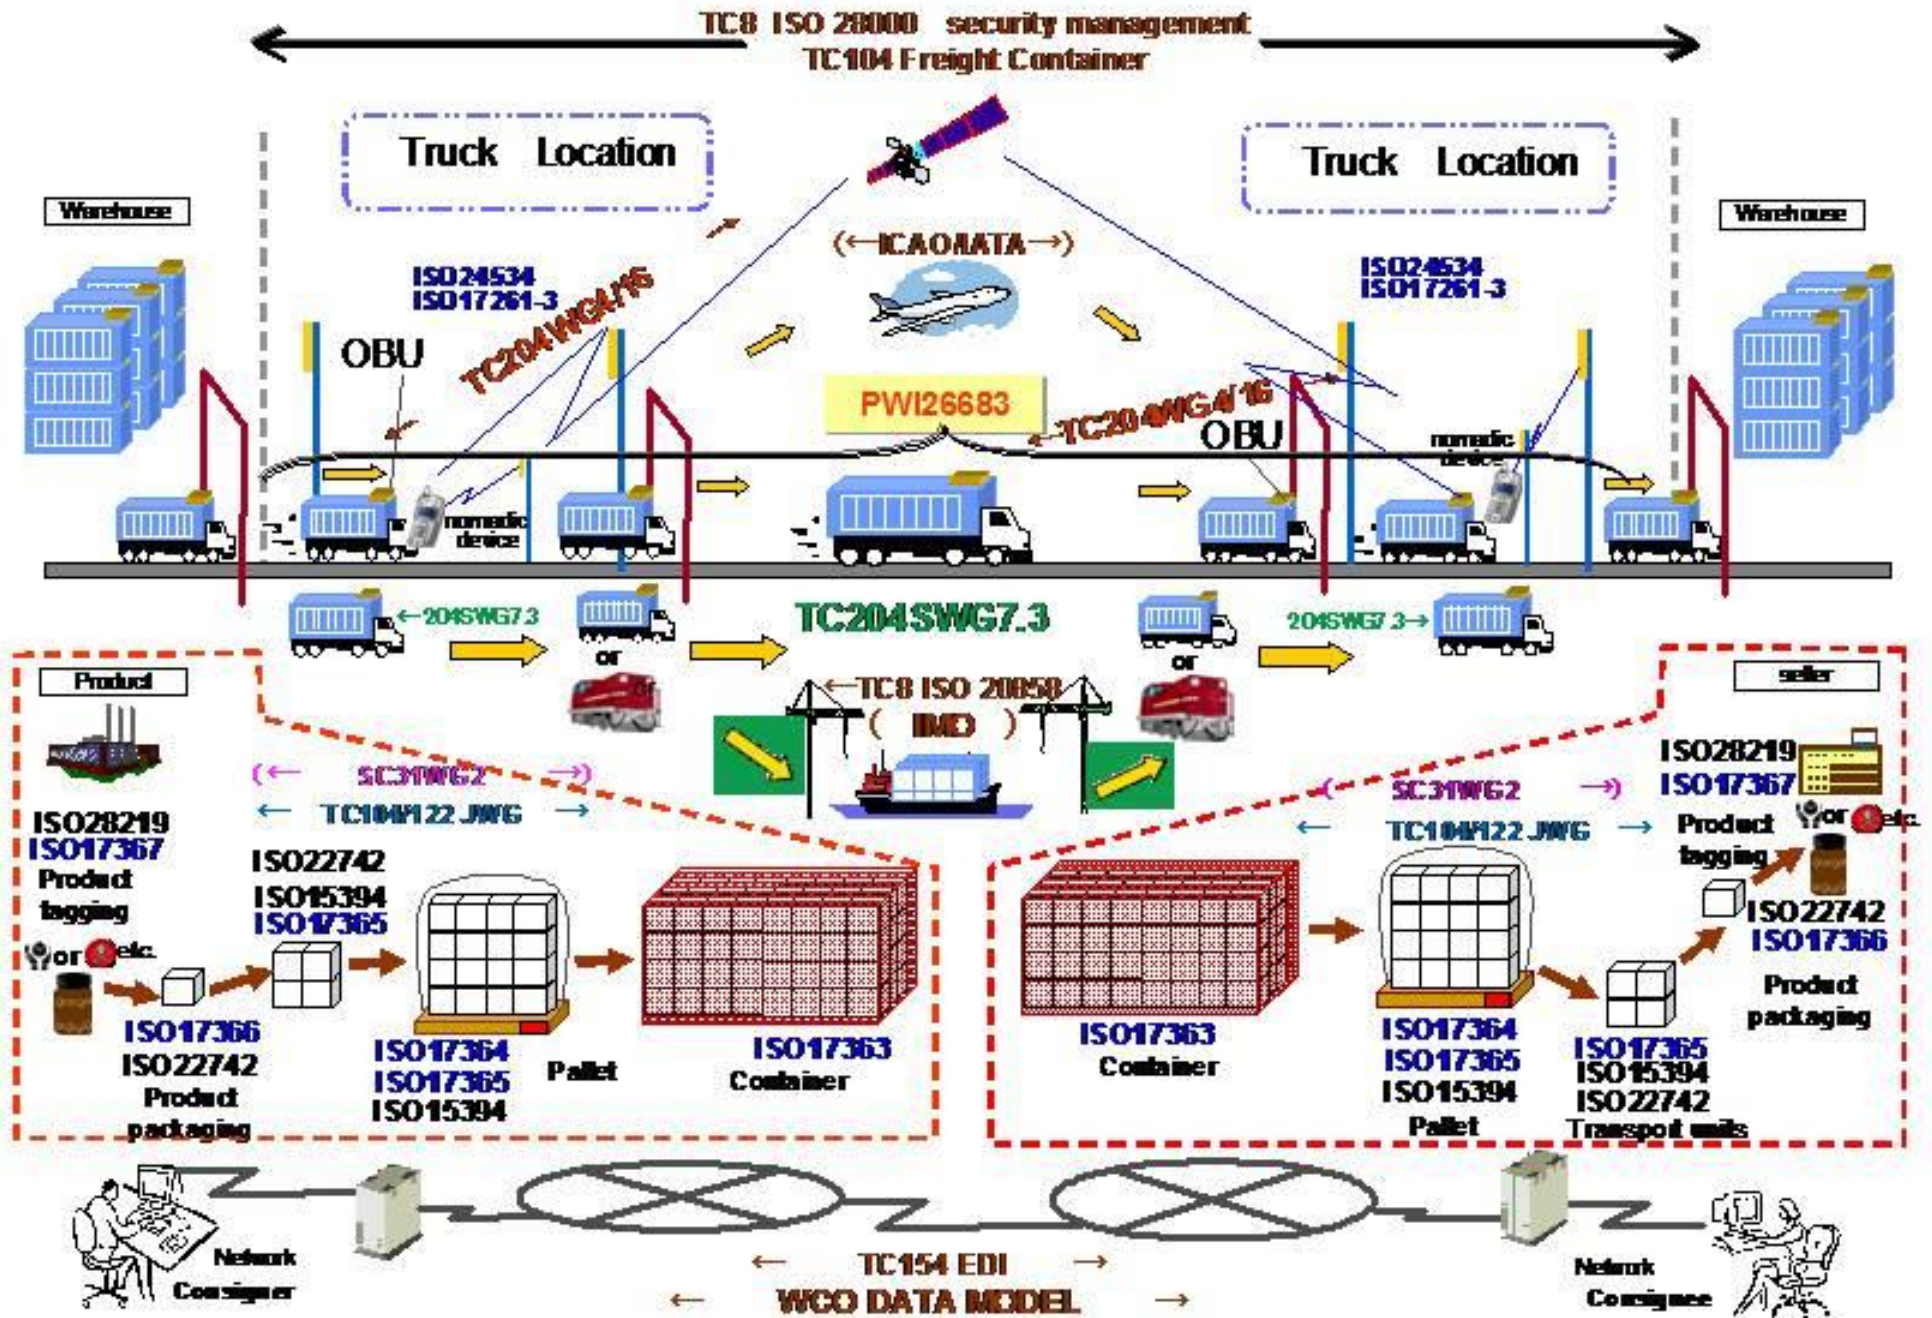 TC8 ISO 28000 security management
TC104 Freight Container
Truck Location
Truck Location
Warehouse
Warehouse
(←ICAO/IATA→)
ISO24534
ISO17261-3
ISO24534
ISO17261-3
TC204WG4/16
OBU
PWI26683
←TC204WG4/16
OBU
nomadic
device
nomadic
device
←204SWG7.3
TC204SWG7.3
204SWG7.3→
or
or
or
Product
seller
←TC8 ISO 20858
( IMO )
(← SC31WG2 →)
← TC104/122 JWG →
(← SC31WG2 →)
← TC104/122 JWG →
ISO28219
ISO17367
Product
tagging
or etc.
ISO22742
ISO15394
ISO17365
ISO17366
ISO22742
Product
packaging
ISO17364
ISO17365
ISO15394
Pallet
ISO17363
Container
ISO17363
Container
ISO17364
ISO17365
ISO15394
Pallet
ISO17365
ISO15394
ISO22742
Transport units
ISO28219
ISO17367
Product
tagging
or etc.
ISO22742
ISO17366
Product
packaging
Network
Consigner
← TC154 EDI →
← WCO DATA MODEL →
Network
Consignee